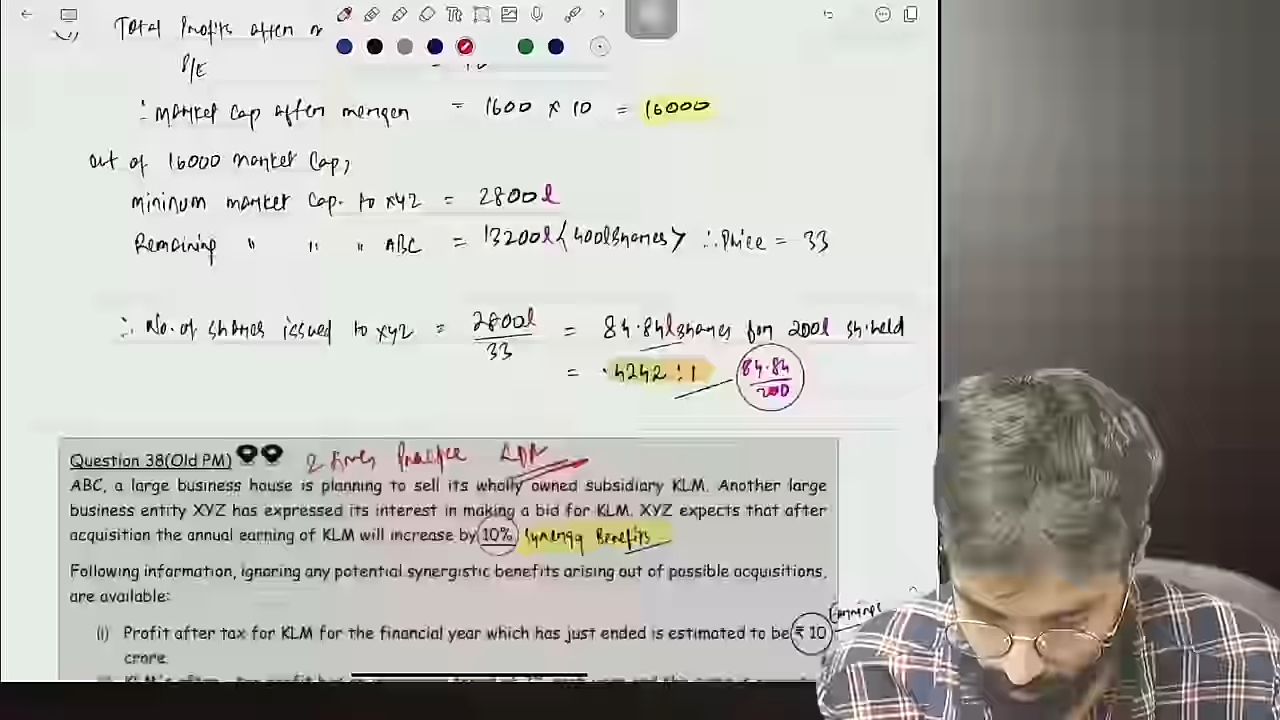 Total Profits after
P/E
∴ market cap after merger = 1600 x 10 = 16000
out of 16000 market cap,
minimum market cap. to xyz = 2800l
Remaining " " " ABC = 13200l <400lshares> ∴ Price = 33
∴ No. of shares issued to xyz = 2800l / 33 = 84.84lshares for 200l sh. held
= .4242 : 1 84.84 / 200
Question 38(Old PM) 2 times Practice
ABC, a large business house is planning to sell its wholly owned subsidiary KLM. Another large
business entity XYZ has expressed its interest in making a bid for KLM. XYZ expects that after
acquisition the annual earning of KLM will increase by 10% Synergy Benefits
Following information, ignoring any potential synergistic benefits arising out of possible acquisitions,
are available:
Earnings
(i) Profit after tax for KLM for the financial year which has just ended is estimated to be ₹ 10
crore.